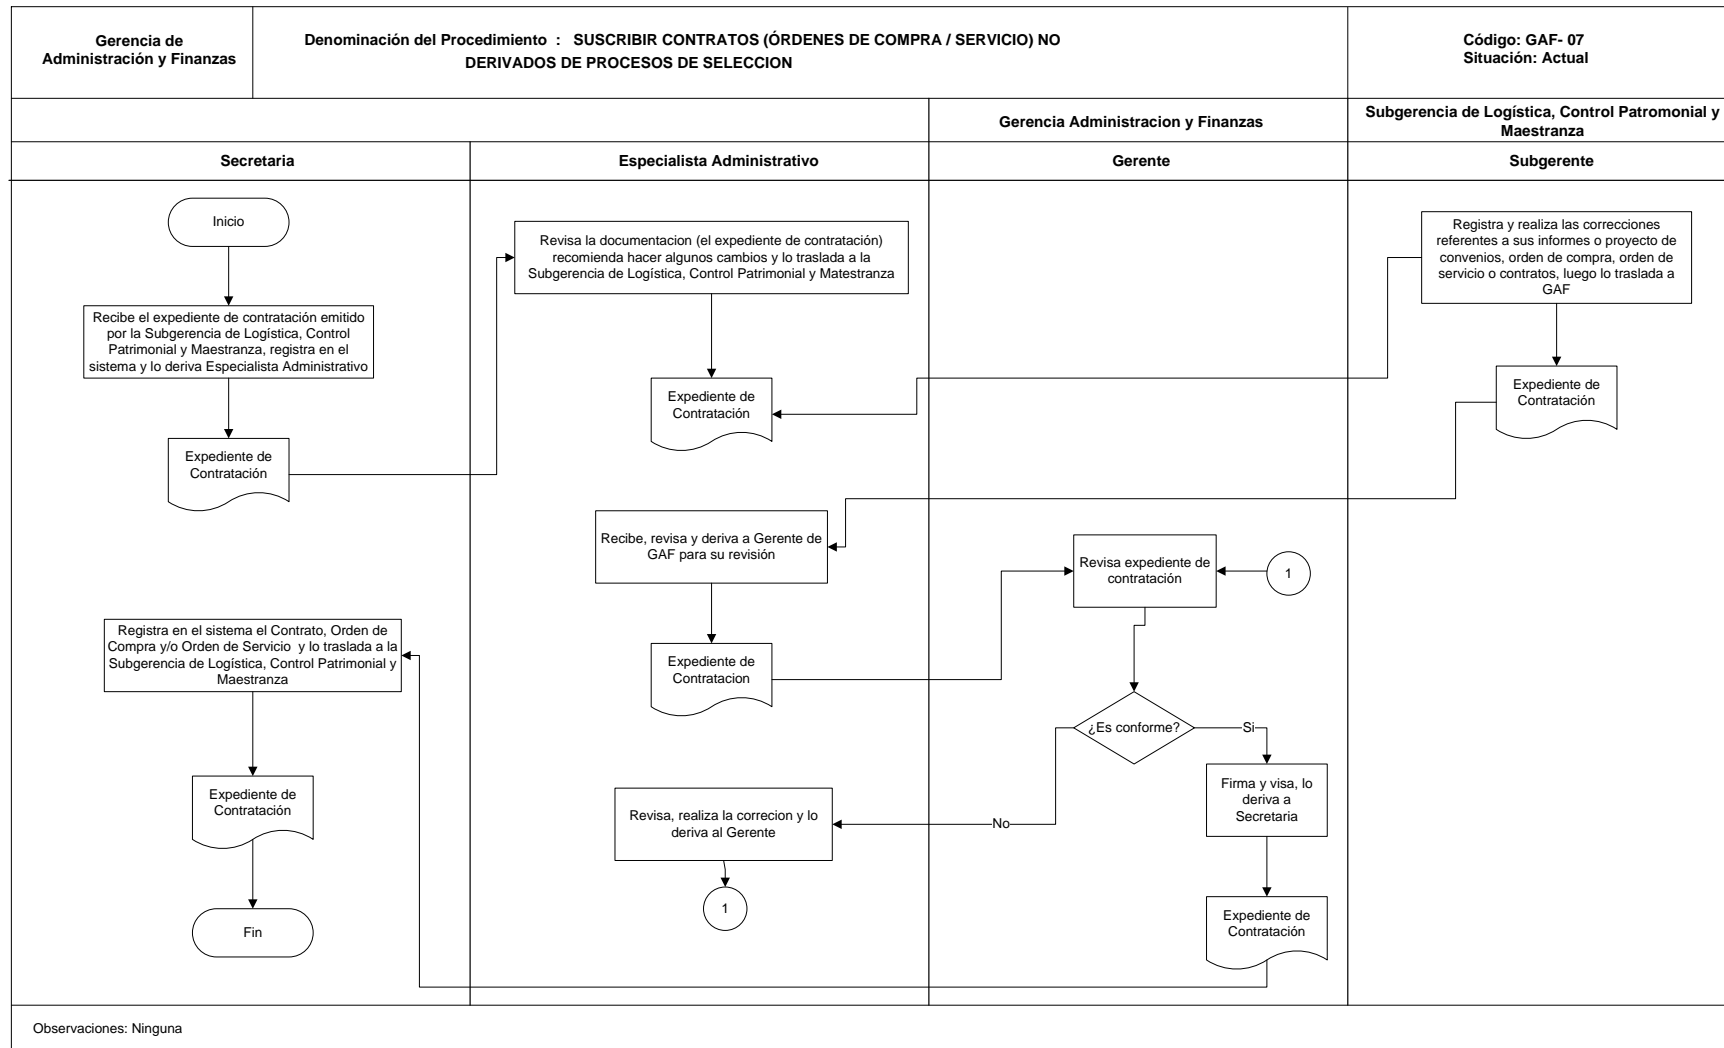 Gerencia de
Administración y Finanzas
Denominación del Procedimiento : SUSCRIBIR CONTRATOS (ÓRDENES DE COMPRA / SERVICIO) NO
DERIVADOS DE PROCESOS DE SELECCION
Código: GAF- 07
Situación: Actual
Gerencia Administracion y Finanzas
Subgerencia de Logística, Control Patromonial y
Maestranza
Secretaria
Especialista Administrativo
Gerente
Subgerente
Inicio
Recibe el expediente de contratación emitido
por la Subgerencia de Logística, Control
Patrimonial y Maestranza, registra en el
sistema y lo deriva Especialista Administrativo
Expediente de
Contratación
Revisa la documentacion (el expediente de contratación)
recomienda hacer algunos cambios y lo traslada a la
Subgerencia de Logística, Control Patrimonial y Matestranza
Expediente de
Contratación
Registra y realiza las correcciones
referentes a sus informes o proyecto de
convenios, orden de compra, orden de
servicio o contratos, luego lo traslada a
GAF
Expediente de
Contratación
Recibe, revisa y deriva a Gerente de
GAF para su revisión
Expediente de
Contratacion
Revisa expediente de
contratación
1
¿Es conforme?
Si
No
Firma y visa, lo
deriva a
Secretaria
Expediente de
Contratación
Revisa, realiza la correcion y lo
deriva al Gerente
1
Registra en el sistema el Contrato, Orden de
Compra y/o Orden de Servicio y lo traslada a la
Subgerencia de Logística, Control Patrimonial y
Maestranza
Expediente de
Contratación
Fin
Observaciones: Ninguna